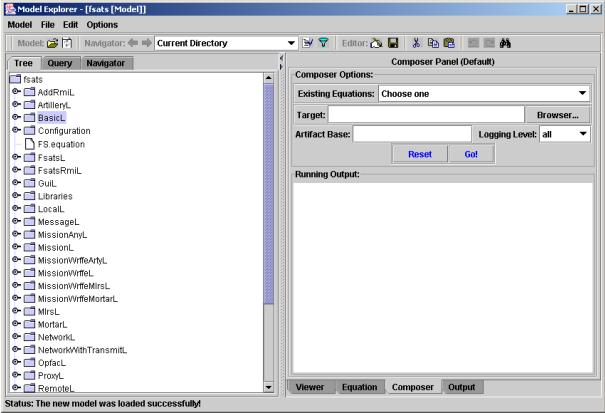 Model Explorer - [fsats [Model]]
Model File Edit Options
Model: Navigator: Current Directory Editor:
Tree Query Navigator
fsats
AddRmiL
ArtilleryL
BasicL
Configuration
FS.equation
FsatsL
FsatsRmiL
GuiL
Libraries
LocalL
MessageL
MissionAnyL
MissionL
MissionWrffeArtyL
MissionWrffeL
MissionWrffeMlrsL
MissionWrffeMortarL
MlrsL
MortarL
NetworkL
NetworkWithTransmitL
OpfacL
ProxyL
RemoteL
Composer Panel (Default)
Composer Options:
Existing Equations: Choose one
Target: Browser...
Artifact Base: Logging Level: all
Reset Go!
Running Output:
Viewer Equation Composer Output
Status: The new model was loaded successfully!